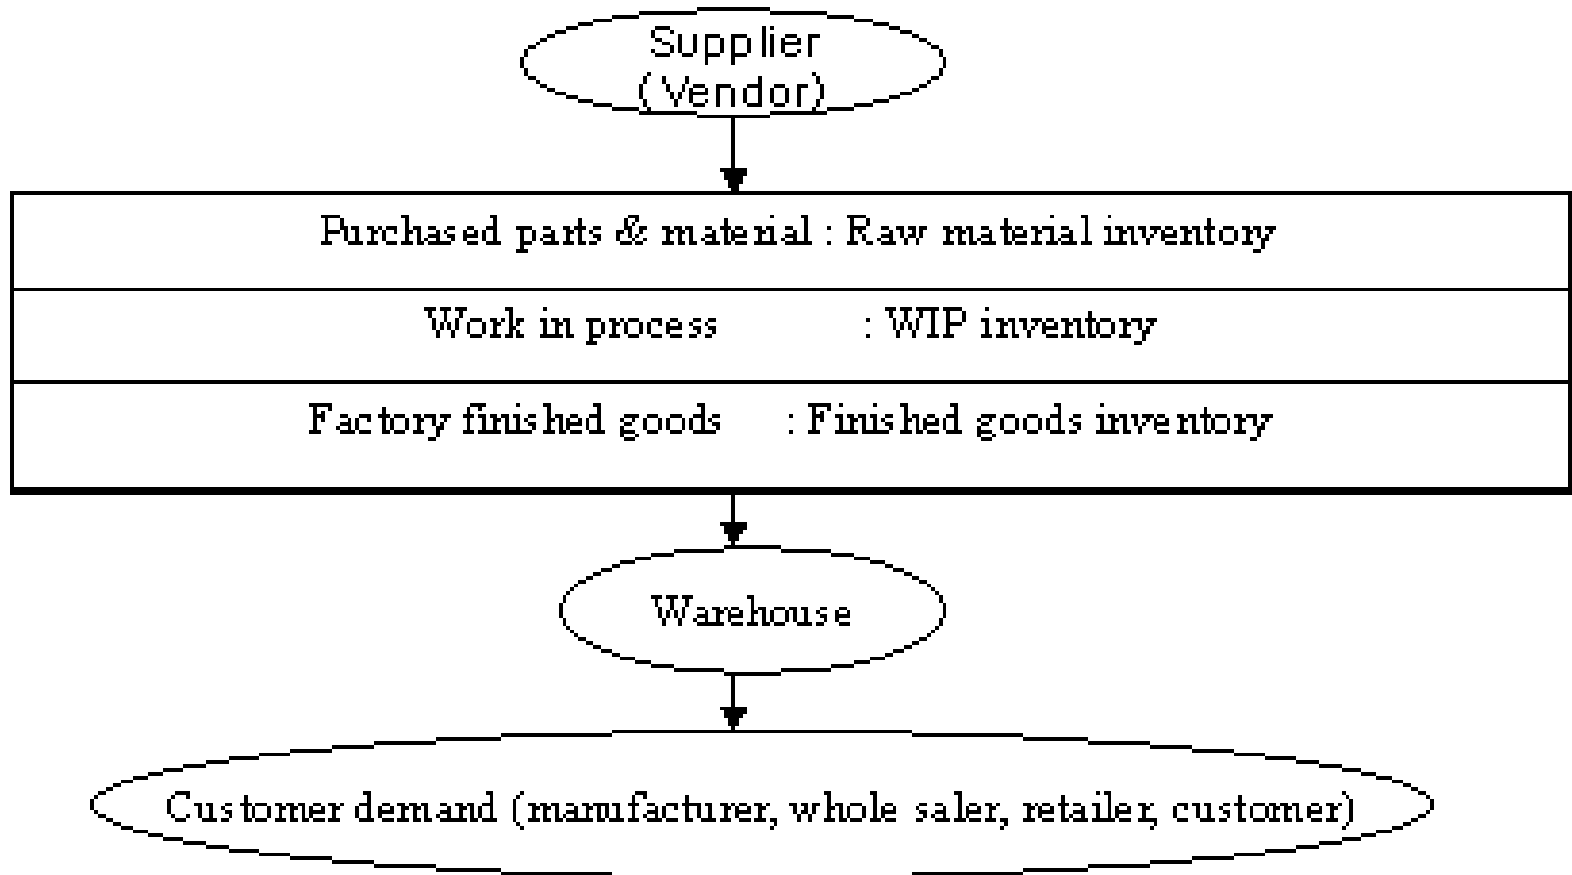 Supplier
(Vendor)
Purchased parts & material : Raw material inventory
Work in process : WIP inventory
Factory finished goods : Finished goods inventory
Warehouse
Customer demand (manufacturer, whole saler, retailer, customer)